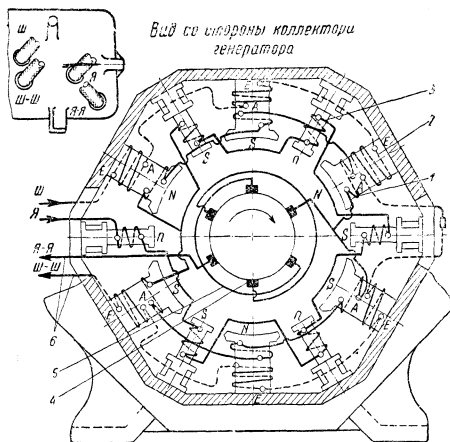 Вид со стороны коллектора
генератора
Ш
Я
Ш-Ш
Я-Я
3
2
1
А
А
А
А
А
Е
Е
Е
Е
Е
S
S
S
S
S
S
S
N
N
N
n
n
n
n
Ш
Я
Я-Я
Ш-Ш
6
5
4